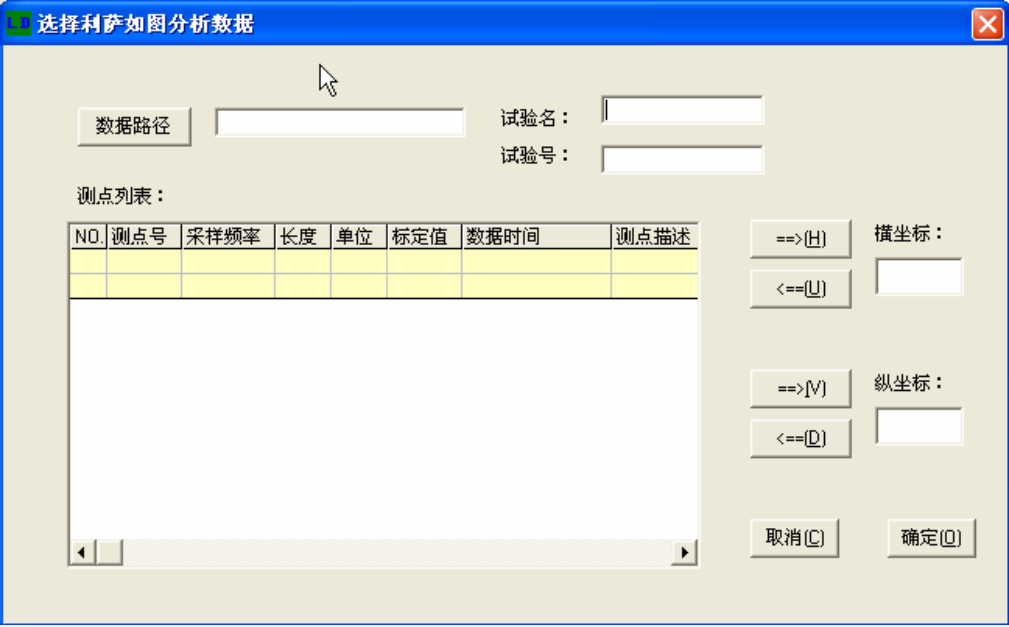 LD 选择利萨如图分析数据
数据路径
试验名：
试验号：
测点列表：
NO. 测点号 采样频率 长度 单位 标定值 数据时间 测点描述
==>(H)
<==(U)
横坐标：
==>(V)
<==(D)
纵坐标：
取消(C) 确定(O)